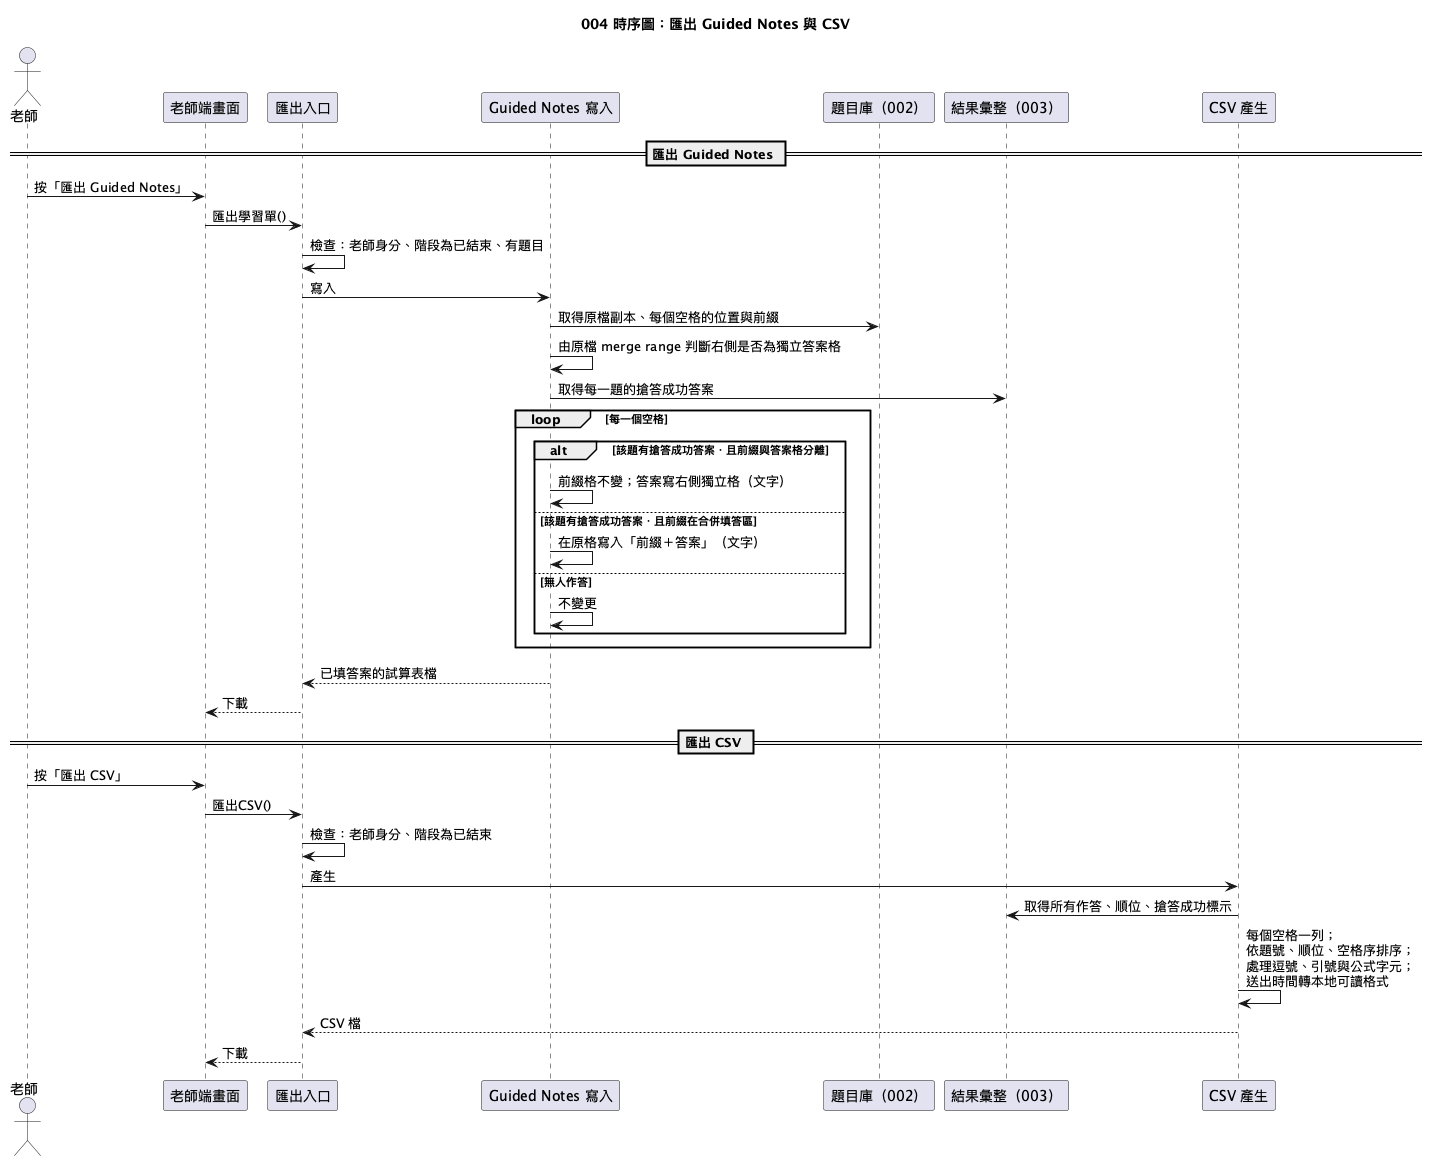 004 時序圖：匯出 Guided Notes 與 CSV
老師
老師端畫面
匯出入口
Guided Notes 寫入
題目庫（002）
結果彙整（003）
CSV 產生
匯出 Guided Notes
按「匯出 Guided Notes」
匯出學習單()
檢查：老師身分、階段為已結束、有題目
寫入
取得原檔副本、每個空格的位置與前綴
由原檔 merge range 判斷右側是否為獨立答案格
取得每一題的搶答成功答案
loop [每一個空格]
alt [該題有搶答成功答案．且前綴與答案格分離]
前綴格不變；答案寫右側獨立格（文字）
[該題有搶答成功答案．且前綴在合併填答區]
在原格寫入「前綴＋答案」（文字）
[無人作答]
不變更
已填答案的試算表檔
下載
匯出 CSV
按「匯出 CSV」
匯出CSV()
檢查：老師身分、階段為已結束
產生
取得所有作答、順位、搶答成功標示
每個空格一列；
依題號、順位、空格序排序；
處理逗號、引號與公式字元；
送出時間轉本地可讀格式
CSV 檔
下載
老師
老師端畫面
匯出入口
Guided Notes 寫入
題目庫（002）
結果彙整（003）
CSV 產生